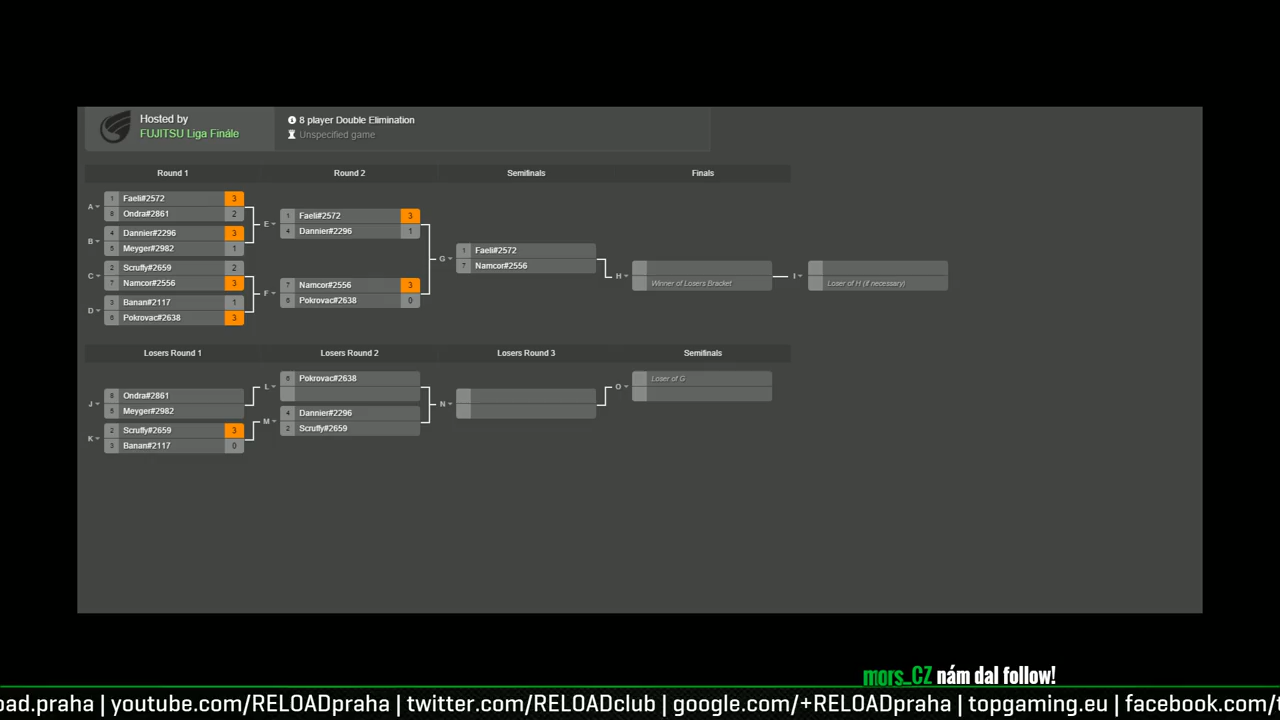 Hosted by
FUJITSU Liga Finále
8 player Double Elimination
Unspecified game
Round 1
Round 2
Semifinals
Finals
A
1 Faeli#2572 3
8 Ondra#2861 2
B
4 Dannier#2296 3
5 Meyger#2982 1
C
2 Scruffy#2659 2
7 Namcor#2556 3
D
3 Banan#2117 1
6 Pokrovac#2638 3
E
1 Faeli#2572 3
4 Dannier#2296 1
F
7 Namcor#2556 3
6 Pokrovac#2638 0
G
1 Faeli#2572
7 Namcor#2556
H
Winner of Losers Bracket
I
Loser of H (if necessary)
Losers Round 1
Losers Round 2
Losers Round 3
Semifinals
J
8 Ondra#2861
5 Meyger#2982
K
2 Scruffy#2659 3
3 Banan#2117 0
L
6 Pokrovac#2638
M
4 Dannier#2296
2 Scruffy#2659
N
O
Loser of G
mors_CZ nám dal follow!
oad.praha | youtube.com/RELOADpraha | twitter.com/RELOADclub | google.com/+RELOADpraha | topgaming.eu | facebook.com/